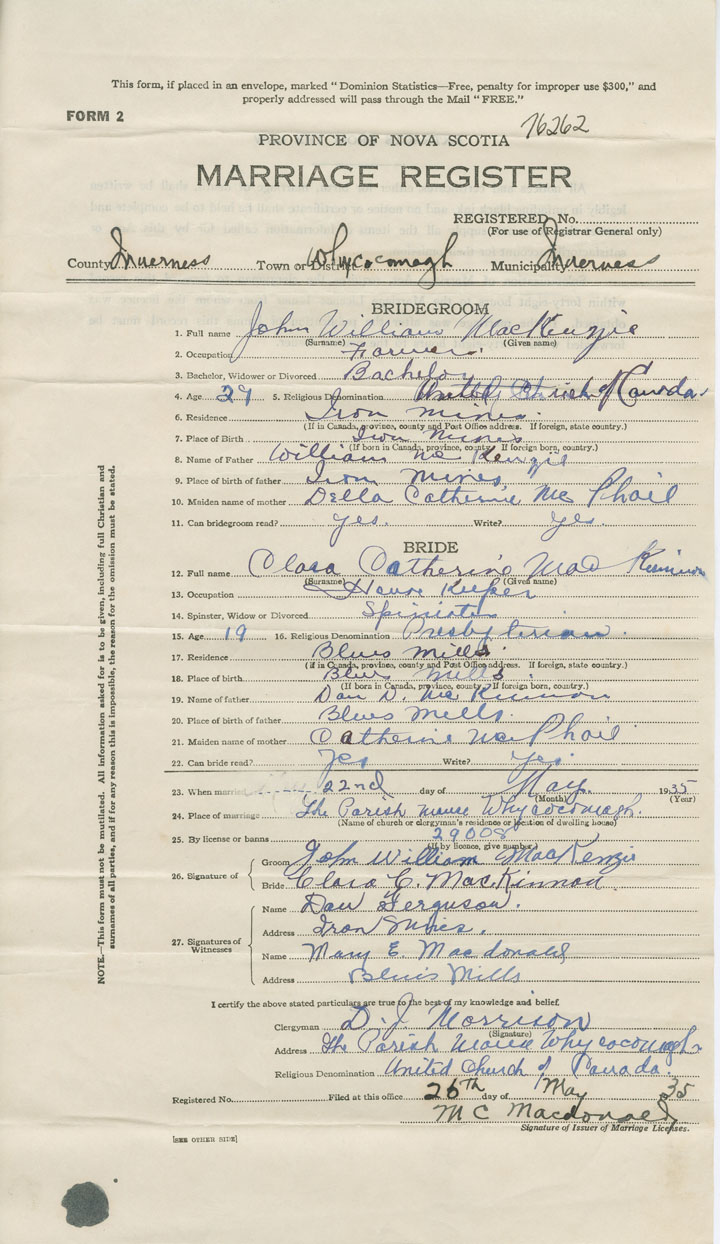 This form, if placed in an envelope, marked "Dominion Statistics—Free, penalty for improper use $300," and
properly addressed will pass through the Mail "FREE."
FORM 2
76262
PROVINCE OF NOVA SCOTIA
MARRIAGE REGISTER
REGISTERED No.
(For use of Registrar General only)
County Inverness Town or District Whycocomagh Municipality Inverness
BRIDEGROOM
1. Full name John William MacKenzie
(Surname) (Given name)
2. Occupation Farmer.
3. Bachelor, Widower or Divorced Bachelor
4. Age 29 5. Religious Denomination United Church of Canada
6. Residence Iron Mines.
(If in Canada, province, county and Post Office address. If foreign, state country.)
7. Place of Birth Iron Mines
(If born in Canada, province, county. If foreign born, country.)
8. Name of Father William Mc Kenzie
9. Place of birth of father Iron Mines,
10. Maiden name of mother Della Catherine Mc Phail
11. Can bridegroom read? Yes. Write? Yes.
BRIDE
12. Full name Clara Catherine Mac Kinnon
(Surname) (Given name)
13. Occupation House Keeper
14. Spinster, Widow or Divorced Spinster
15. Age 19 16. Religious Denomination Presbyterian.
17. Residence Blues Mills.
(if in Canada, province, county and Post Office address. If foreign, state country.)
18. Place of birth Blues Mills.
(If born in Canada, province, county. If foreign born, country.)
19. Name of father Dan D. Mc Kinnon
20. Place of birth of father Blues Mills.
21. Maiden name of mother Catherine Mc Phail
22. Can bride read? Yes Write? Yes.
23. When married 22nd day of May 1935
(Month) (Year)
24. Place of marriage The Parish Manse Whycocomagh.
(Name of church or clergyman's residence or location of dwelling house)
25. By license or banns 29008
(If by licence, give number)
26. Signature of Groom John William MacKenzie
Bride Clara C. MacKinnon
27. Signatures of Witnesses Name Dan Ferguson.
Address Iron Mines.
Name Mary E. Macdonald
Address Blues Mills
I certify the above stated particulars are true to the best of my knowledge and belief.
Clergyman D. J. Morrison
(Signature)
Address The Parish Manse Whycocomagh
Religious Denomination United Church of Canada.
Registered No. Filed at this office 26th day of May 35
M C Macdonald
Signature of Issuer of Marriage Licenses.
[SEE OTHER SIDE]
NOTE.—This form must not be mutilated. All information asked for is to be given, including full Christian and
surnames of all parties, and if for any reason this is impossible, the reason for the omission must be stated.